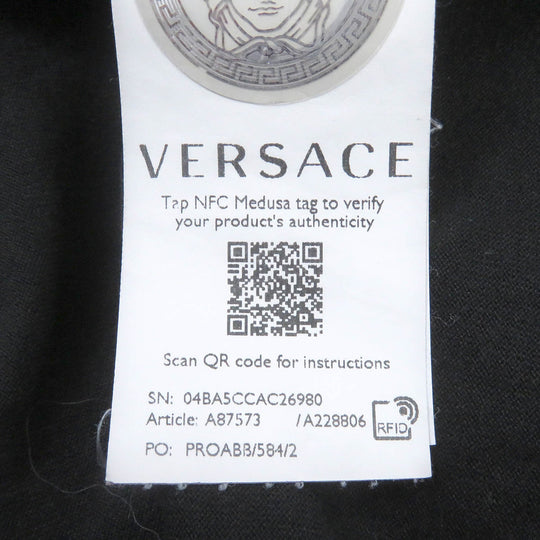 VERSACE
Tap NFC Medusa tag to verify
your product's authenticity
Scan QR code for instructions
SN: 04BA5CCAC26980
Article: A87573 /A228806
RFID
PO: PROABB/584/2